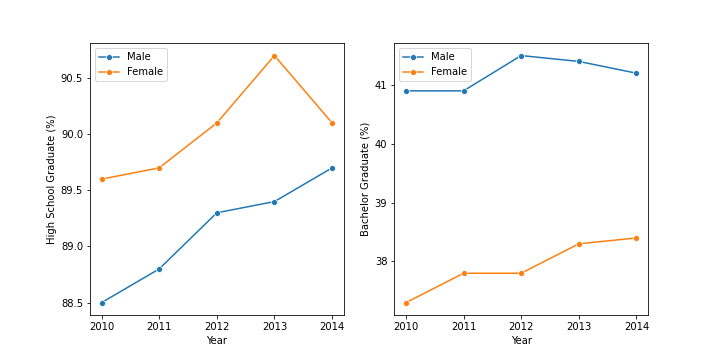 High School Graduate (%)
90.5
90.0
89.5
89.0
88.5
Male
Female
2010 2011 2012 2013 2014
Year
Bachelor Graduate (%)
41
40
39
38
Male
Female
2010 2011 2012 2013 2014
Year